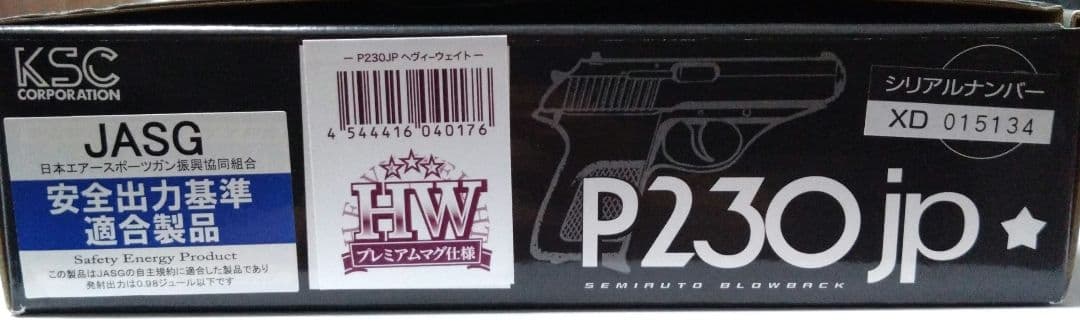 KSC
CORPORATION
JASG
日本エアースポーツガン振興協同組合
安全出力基準
適合製品
Safety Energy Product
この製品はJASGの自主規約に適合した製品であり
発射出力は0.98ジュール以下です
— P230JP ヘヴィーウェイト —
4 544416 040176
HW
プレミアムマグ仕様
シリアルナンバー
XD 015134
P230 jp
SEMIAUTO BLOWBACK